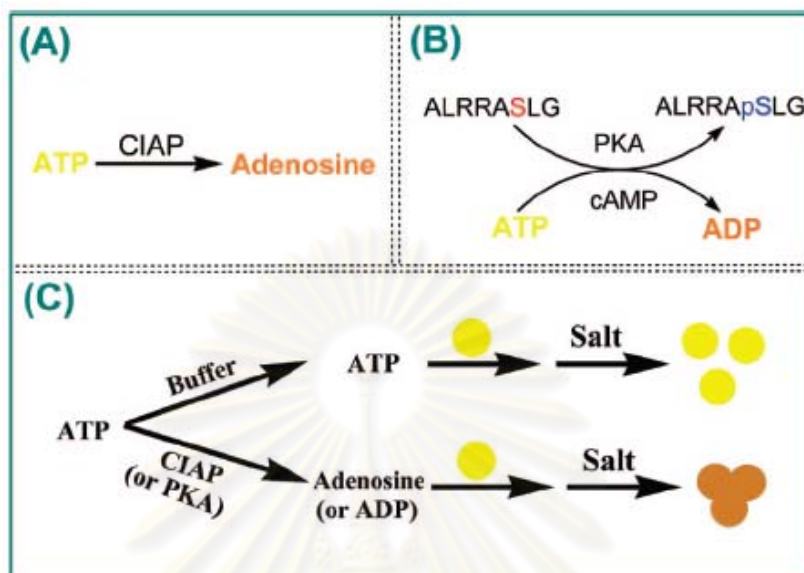 (A)
ATP CIAP Adenosine
(B)
ALRRASLG ALRRApSLG
PKA
cAMP
ATP ADP
(C)
Buffer ATP Salt
ATP
CIAP
(or PKA)
Adenosine
(or ADP)
Salt